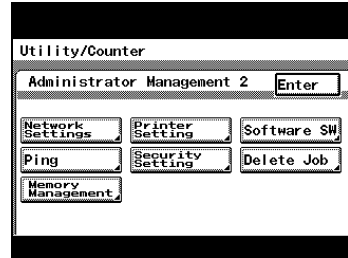 Utility/Counter
Administrator Management 2
Enter
Network
Settings
Printer
Setting
Software SW
Ping
Security
Setting
Delete Job
Memory
Management